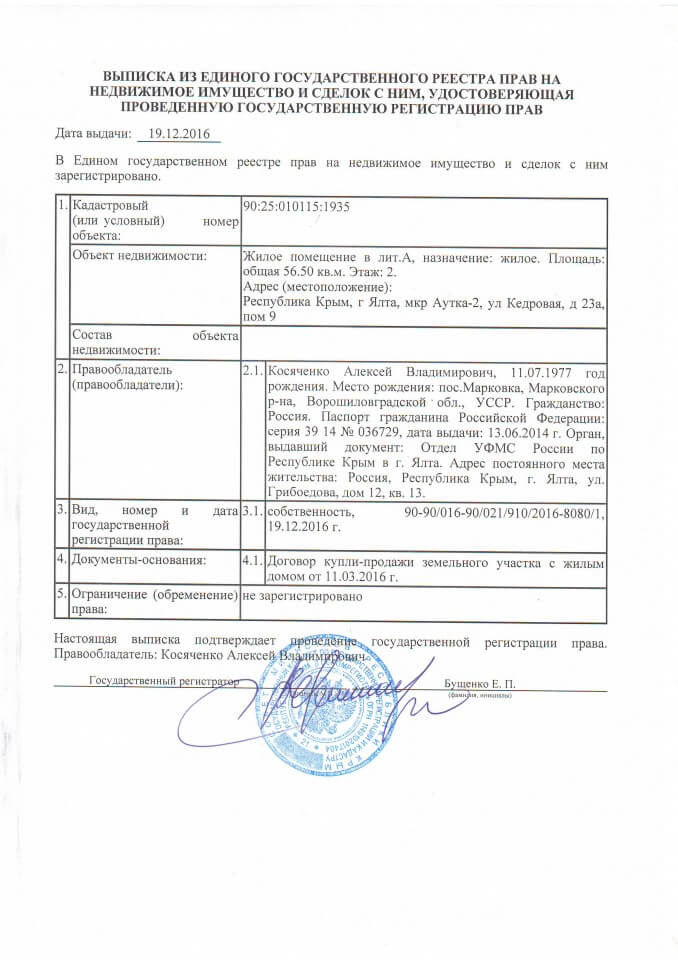 ВЫПИСКА ИЗ ЕДИНОГО ГОСУДАРСТВЕННОГО РЕЕСТРА ПРАВ НА
НЕДВИЖИМОЕ ИМУЩЕСТВО И СДЕЛОК С НИМ, УДОСТОВЕРЯЮЩАЯ
ПРОВЕДЕННУЮ ГОСУДАРСТВЕННУЮ РЕГИСТРАЦИЮ ПРАВ
Дата выдачи: 19.12.2016
В Едином государственном реестре прав на недвижимое имущество и сделок с ним
зарегистрировано.
1. Кадастровый
(или условный) номер
объекта:
90:25:010115:1935
Объект недвижимости:
Жилое помещение в лит.А, назначение: жилое. Площадь:
общая 56.50 кв.м. Этаж: 2.
Адрес (местоположение):
Республика Крым, г Ялта, мкр Аутка-2, ул Кедровая, д 23а,
пом 9
Состав объекта
недвижимости:
2. Правообладатель
(правообладатели):
2.1. Косяченко Алексей Владимирович, 11.07.1977 год
рождения. Место рождения: пос.Марковка, Марковского
р-на, Ворошиловградской обл., УССР. Гражданство:
Россия. Паспорт гражданина Российской Федерации:
серия 39 14 № 036729, дата выдачи: 13.06.2014 г. Орган,
выдавший документ: Отдел УФМС России по
Республике Крым в г. Ялта. Адрес постоянного места
жительства: Россия, Республика Крым, г. Ялта, ул.
Грибоедова, дом 12, кв. 13.
3. Вид, номер и дата
государственной
регистрации права:
3.1. собственность, 90-90/016-90/021/910/2016-8080/1,
19.12.2016 г.
4. Документы-основания:
4.1. Договор купли-продажи земельного участка с жилым
домом от 11.03.2016 г.
5. Ограничение (обременение)
права:
не зарегистрировано
Настоящая выписка подтверждает проведение государственной регистрации права.
Правообладатель: Косяченко Алексей Владимирович
Государственный регистратор
Бущенко Е. П.
(фамилия, инициалы)